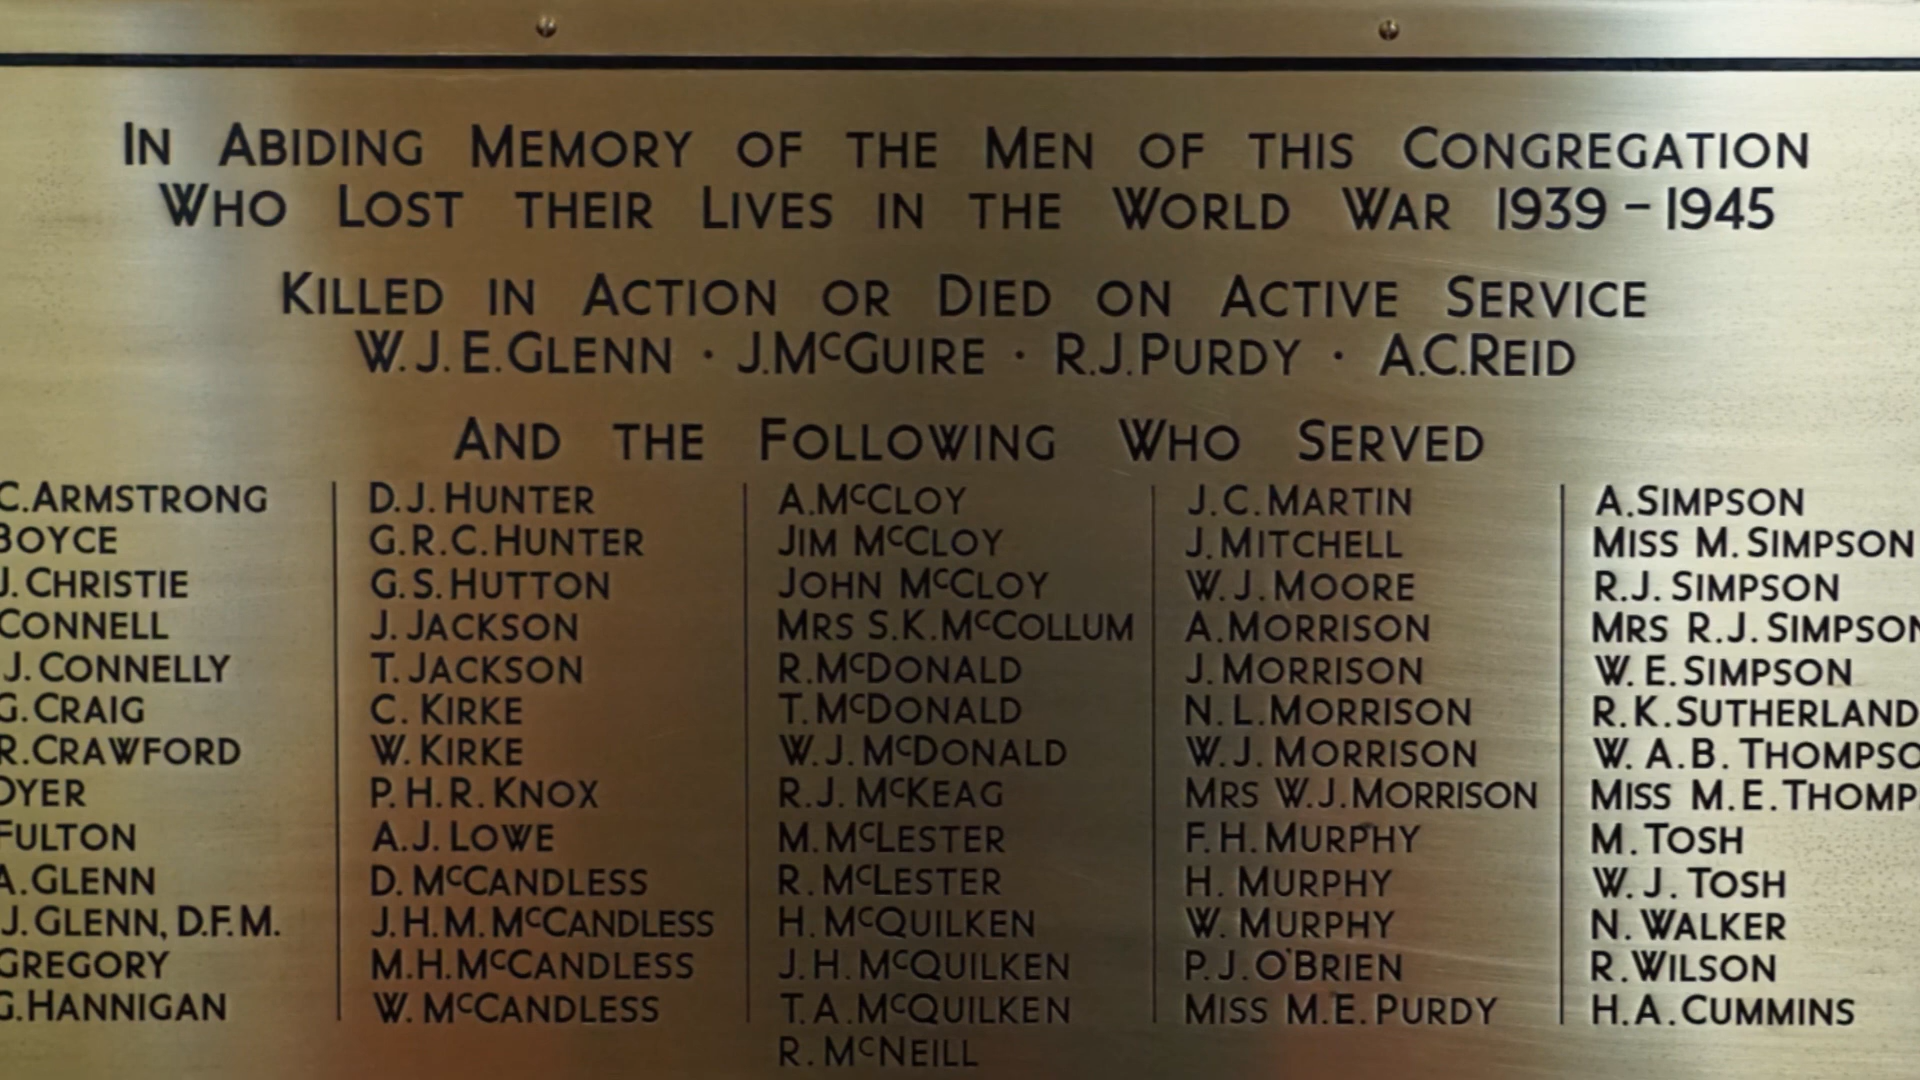 IN ABIDING MEMORY OF THE MEN OF THIS CONGREGATION
WHO LOST THEIR LIVES IN THE WORLD WAR 1939 - 1945
KILLED IN ACTION OR DIED ON ACTIVE SERVICE
W.J.E.GLENN · J.McGUIRE · R.J.PURDY · A.C.REID
AND THE FOLLOWING WHO SERVED
C.ARMSTRONG
BOYCE
J.CHRISTIE
CONNELL
J.CONNELLY
G.CRAIG
R.CRAWFORD
DYER
FULTON
A.GLENN
J.GLENN, D.F.M.
GREGORY
G.HANNIGAN
D.J.HUNTER
G.R.C.HUNTER
G.S.HUTTON
J.JACKSON
T.JACKSON
C.KIRKE
W.KIRKE
P.H.R.KNOX
A.J.LOWE
D.McCANDLESS
J.H.M.McCANDLESS
M.H.McCANDLESS
W.McCANDLESS
A.McCLOY
JIM McCLOY
JOHN McCLOY
MRS S.K.McCOLLUM
R.McDONALD
T.McDONALD
W.J.McDONALD
R.J.McKEAG
M.McLESTER
R.McLESTER
H.McQUILKEN
J.H.McQUILKEN
T.A.McQUILKEN
R.McNEILL
J.C.MARTIN
J.MITCHELL
W.J.MOORE
A.MORRISON
J.MORRISON
N.L.MORRISON
W.J.MORRISON
MRS W.J.MORRISON
F.H.MURPHY
H.MURPHY
W.MURPHY
P.J.O'BRIEN
MISS M.E.PURDY
A.SIMPSON
MISS M.SIMPSON
R.J.SIMPSON
MRS R.J.SIMPSON
W.E.SIMPSON
R.K.SUTHERLAND
W.A.B.THOMPSO
MISS M.E.THOMP
M.TOSH
W.J.TOSH
N.WALKER
R.WILSON
H.A.CUMMINS